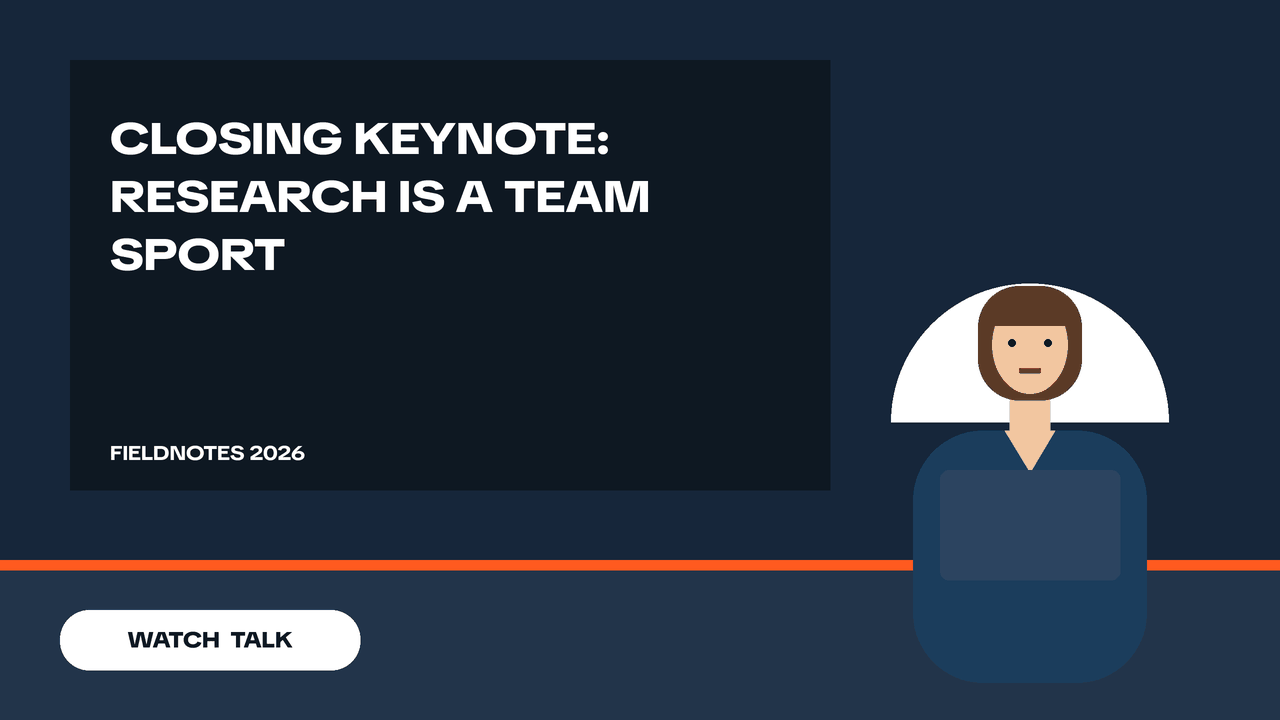 CLOSING KEYNOTE:
RESEARCH IS A TEAM
SPORT
FIELDNOTES 2026
WATCH TALK